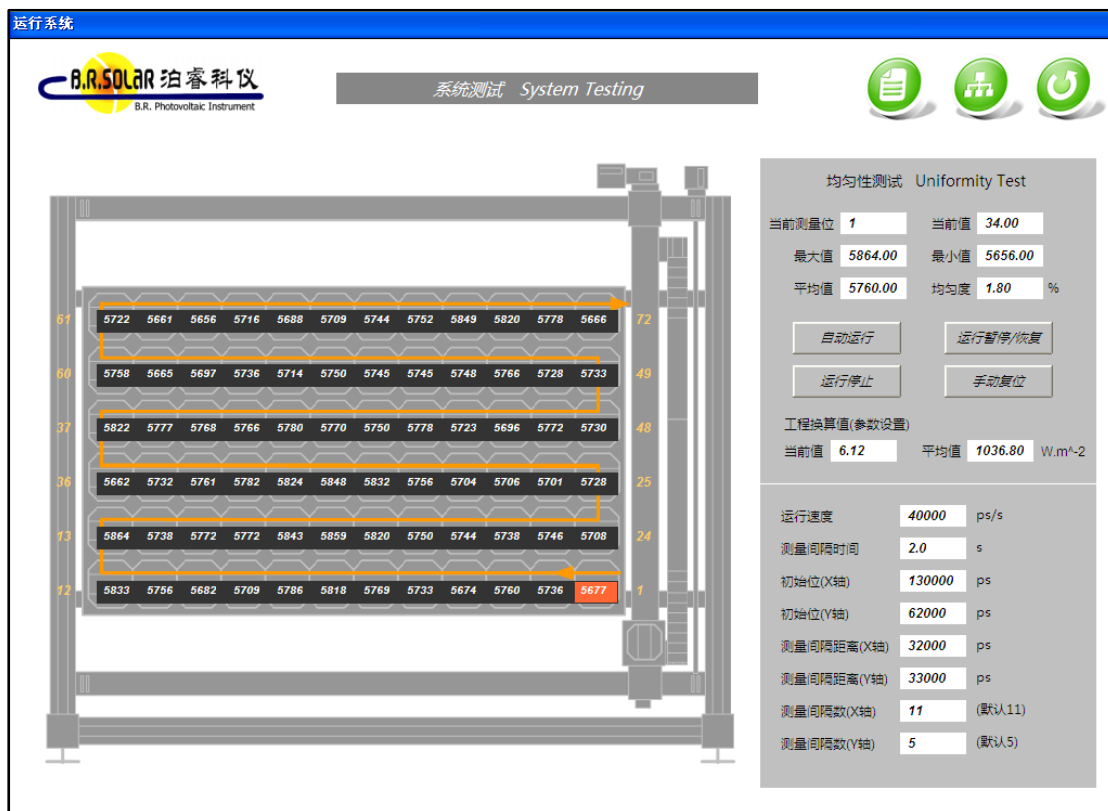 运行系统
B.R.SOLAR 泊睿科仪
B.R. Photovoltaic Instrument
系统测试 System Testing
61 5722 5661 5656 5716 5688 5709 5744 5752 5849 5820 5778 5666 72
60 5758 5665 5697 5736 5714 5750 5745 5745 5748 5766 5728 5733 49
37 5822 5777 5768 5766 5780 5770 5750 5778 5723 5696 5772 5730 48
36 5662 5732 5761 5782 5824 5848 5832 5756 5704 5706 5701 5728 25
13 5864 5738 5772 5772 5843 5859 5820 5750 5744 5738 5746 5708 24
12 5833 5756 5682 5709 5786 5818 5769 5733 5674 5760 5736 5677 1
均匀性测试 Uniformity Test
当前测量位 1 当前值 34.00
最大值 5864.00 最小值 5656.00
平均值 5760.00 均匀度 1.80 %
自动运行 运行暂停/恢复
运行停止 手动复位
工程换算值(参数设置)
当前值 6.12 平均值 1036.80 W.m^-2
运行速度 40000 ps/s
测量间隔时间 2.0 s
初始位(X轴) 130000 ps
初始位(Y轴) 62000 ps
测量间隔距离(X轴) 32000 ps
测量间隔距离(Y轴) 33000 ps
测量间隔数(X轴) 11 (默认11)
测量间隔数(Y轴) 5 (默认5)